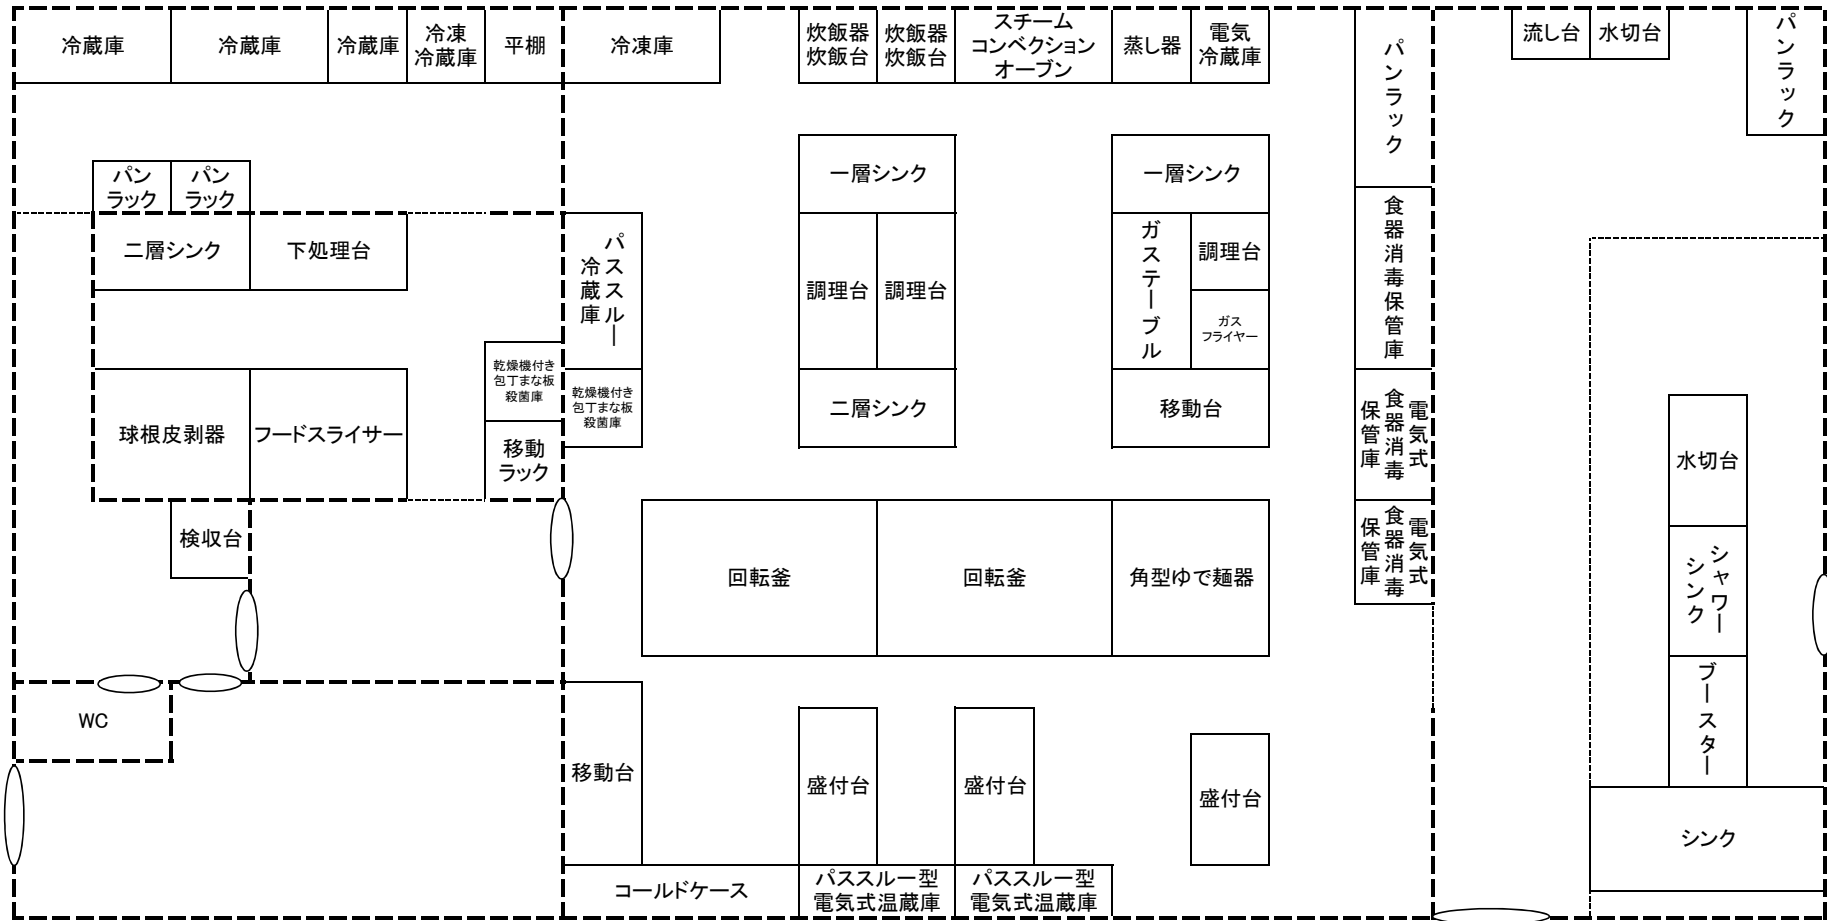 冷蔵庫
冷蔵庫
冷蔵庫
冷凍
冷蔵庫
平棚
冷凍庫
炊飯器
炊飯台
炊飯器
炊飯台
スチーム
コンベクション
オーブン
蒸し器
電気
冷蔵庫
パンラック
流し台
水切台
パンラック
パン
ラック
パン
ラック
二層シンク
下処理台
パススルー
冷蔵庫
一層シンク
調理台
調理台
二層シンク
一層シンク
ガステーブル
調理台
ガス
フライヤー
移動台
食器消毒保管庫
電気式
食器消毒
保管庫
電気式
食器消毒
保管庫
球根皮剥器
フードスライサー
乾燥機付き
包丁まな板
殺菌庫
移動
ラック
乾燥機付き
包丁まな板
殺菌庫
検収台
回転釜
回転釜
角型ゆで麺器
水切台
シャワー
シンク
ブースター
シンク
WC
移動台
盛付台
盛付台
盛付台
コールドケース
パススルー型
電気式温蔵庫
パススルー型
電気式温蔵庫